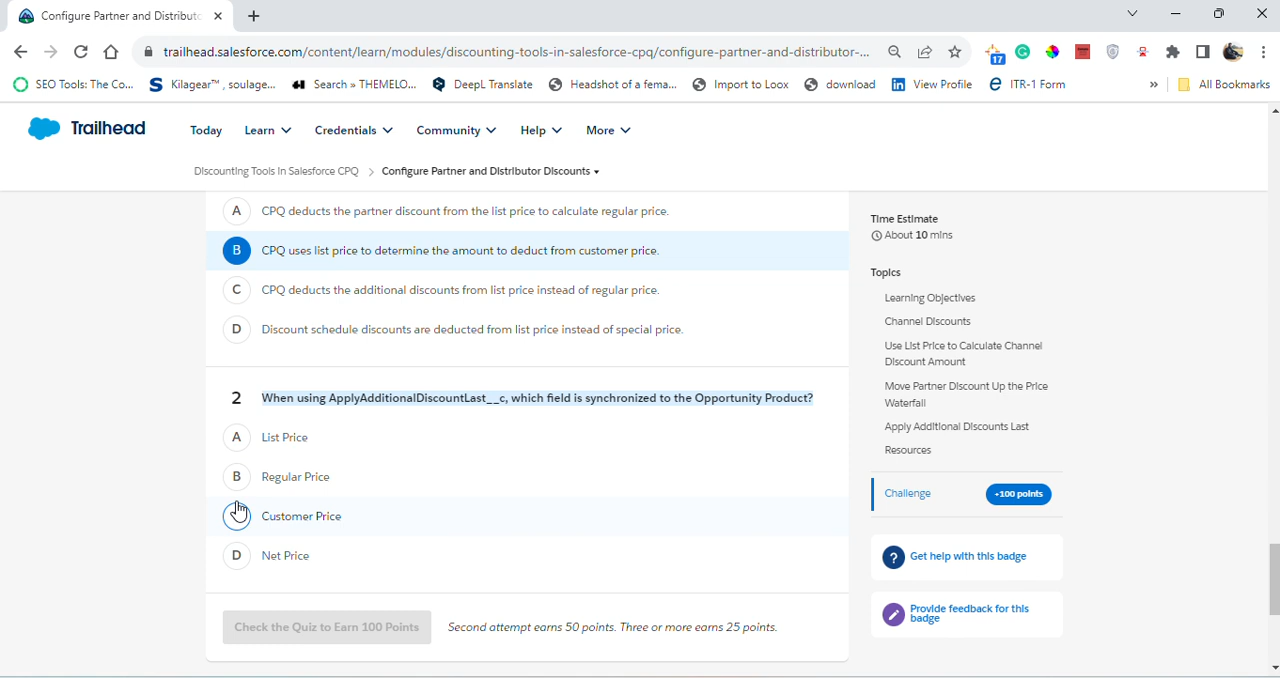 Configure Partner and Distributo
trailhead.salesforce.com/content/learn/modules/discounting-tools-in-salesforce-cpq/configure-partner-and-distributor-...
17
SEO Tools: The Co...
Kilagear™ , soulage...
Search » THEMELO...
DeepL Translate
Headshot of a fema...
Import to Loox
download
View Profile
ITR-1 Form
»
All Bookmarks
Trailhead
Today
Learn
Credentials
Community
Help
More
Discounting Tools in Salesforce CPQ > Configure Partner and Distributor Discounts
A CPQ deducts the partner discount from the list price to calculate regular price.
B CPQ uses list price to determine the amount to deduct from customer price.
C CPQ deducts the additional discounts from list price instead of regular price.
D Discount schedule discounts are deducted from list price instead of special price.
2 When using ApplyAdditionalDiscountLast__c, which field is synchronized to the Opportunity Product?
A List Price
B Regular Price
Customer Price
D Net Price
Check the Quiz to Earn 100 Points
Second attempt earns 50 points. Three or more earns 25 points.
Time Estimate
About 10 mins
Topics
Learning Objectives
Channel Discounts
Use List Price to Calculate Channel
Discount Amount
Move Partner Discount Up the Price
Waterfall
Apply Additional Discounts Last
Resources
Challenge
+100 points
? Get help with this badge
Provide feedback for this
badge